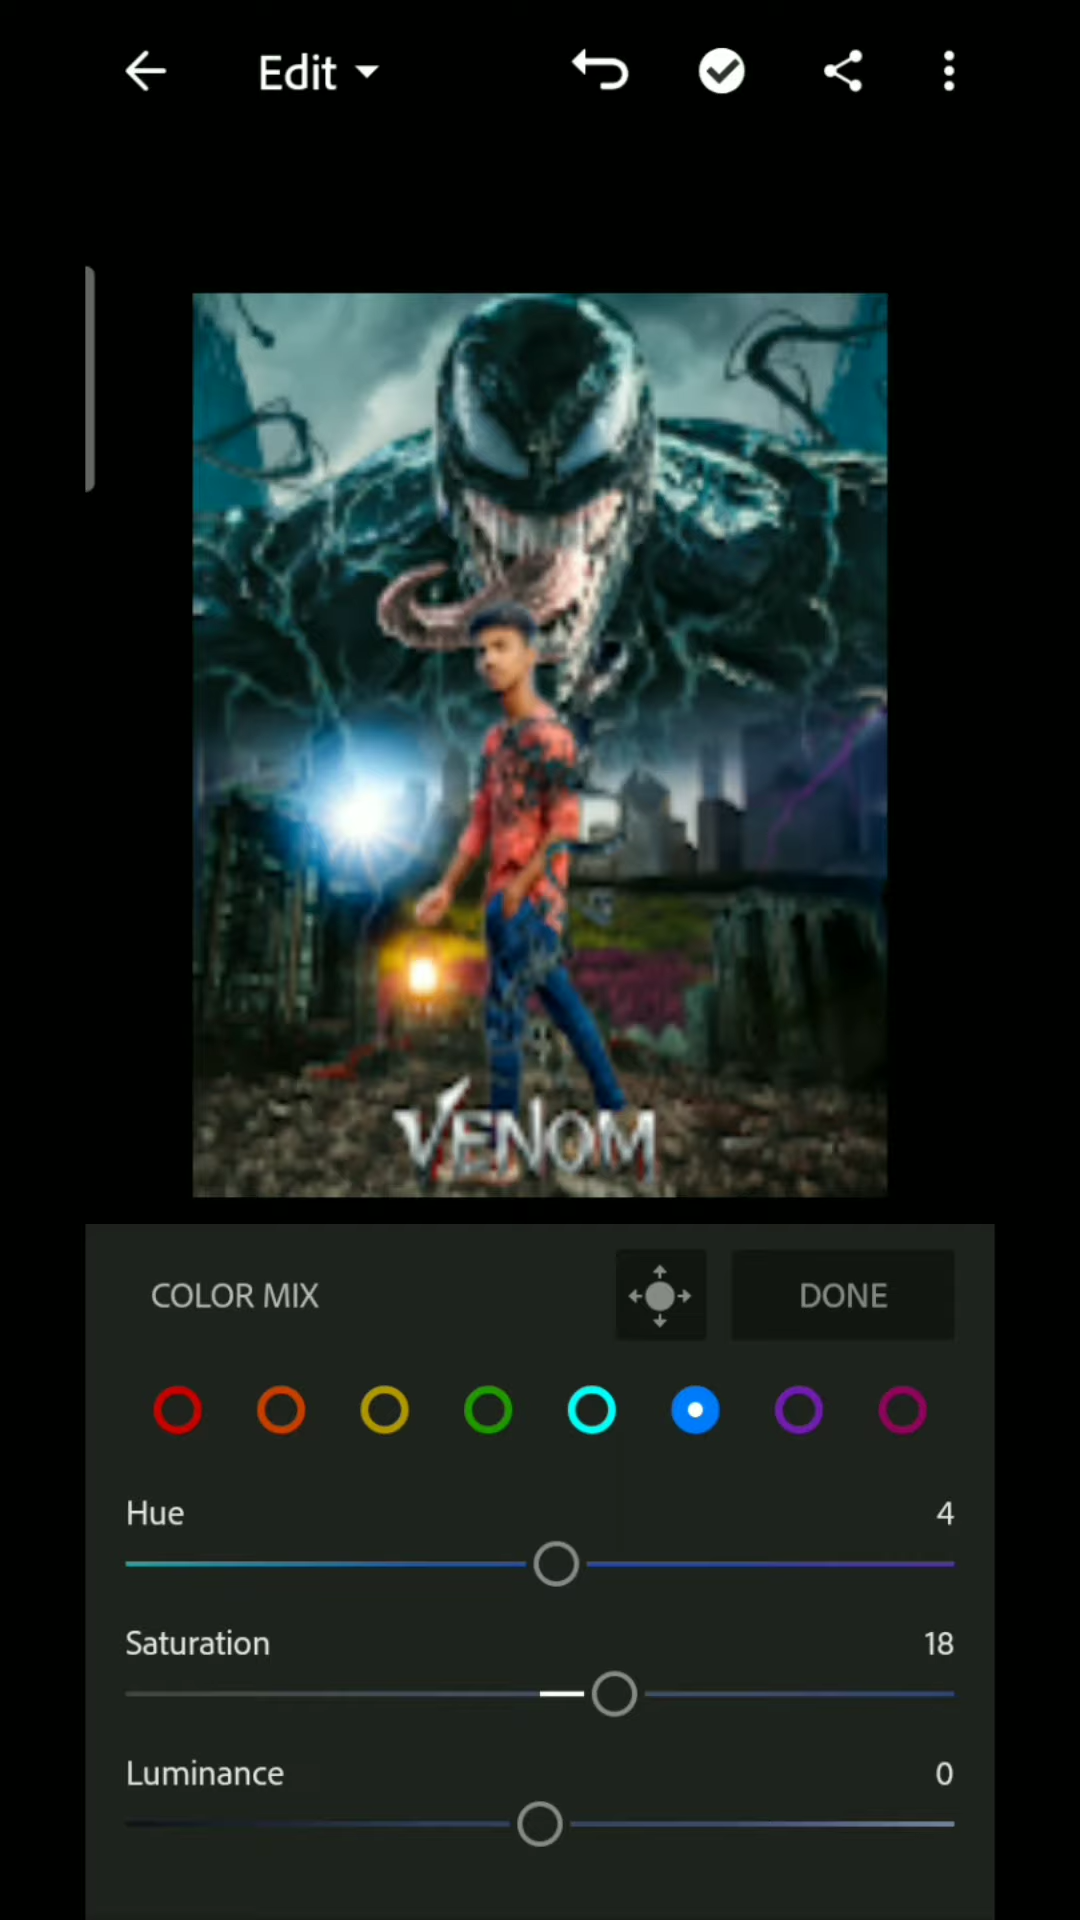 Edit
VENOM
COLOR MIX
DONE
Hue
4
Saturation
18
Luminance
0